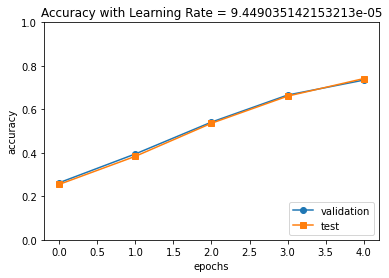 Accuracy with Learning Rate = 9.449035142153213e-05
1.0
0.8
0.6
0.4
0.2
0.0
accuracy
validation
test
0.0 0.5 1.0 1.5 2.0 2.5 3.0 3.5 4.0
epochs